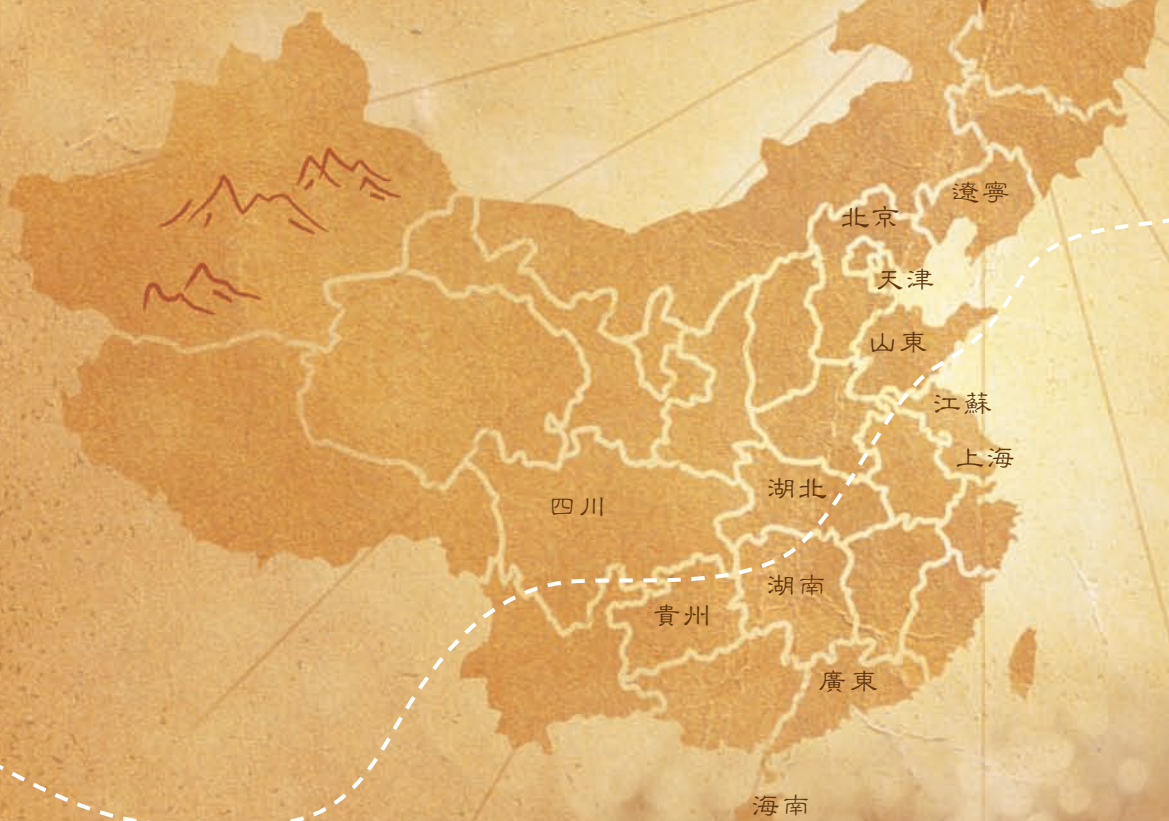 遼寧
北京
天津
山東
江蘇
上海
湖北
四川
湖南
貴州
廣東
海南